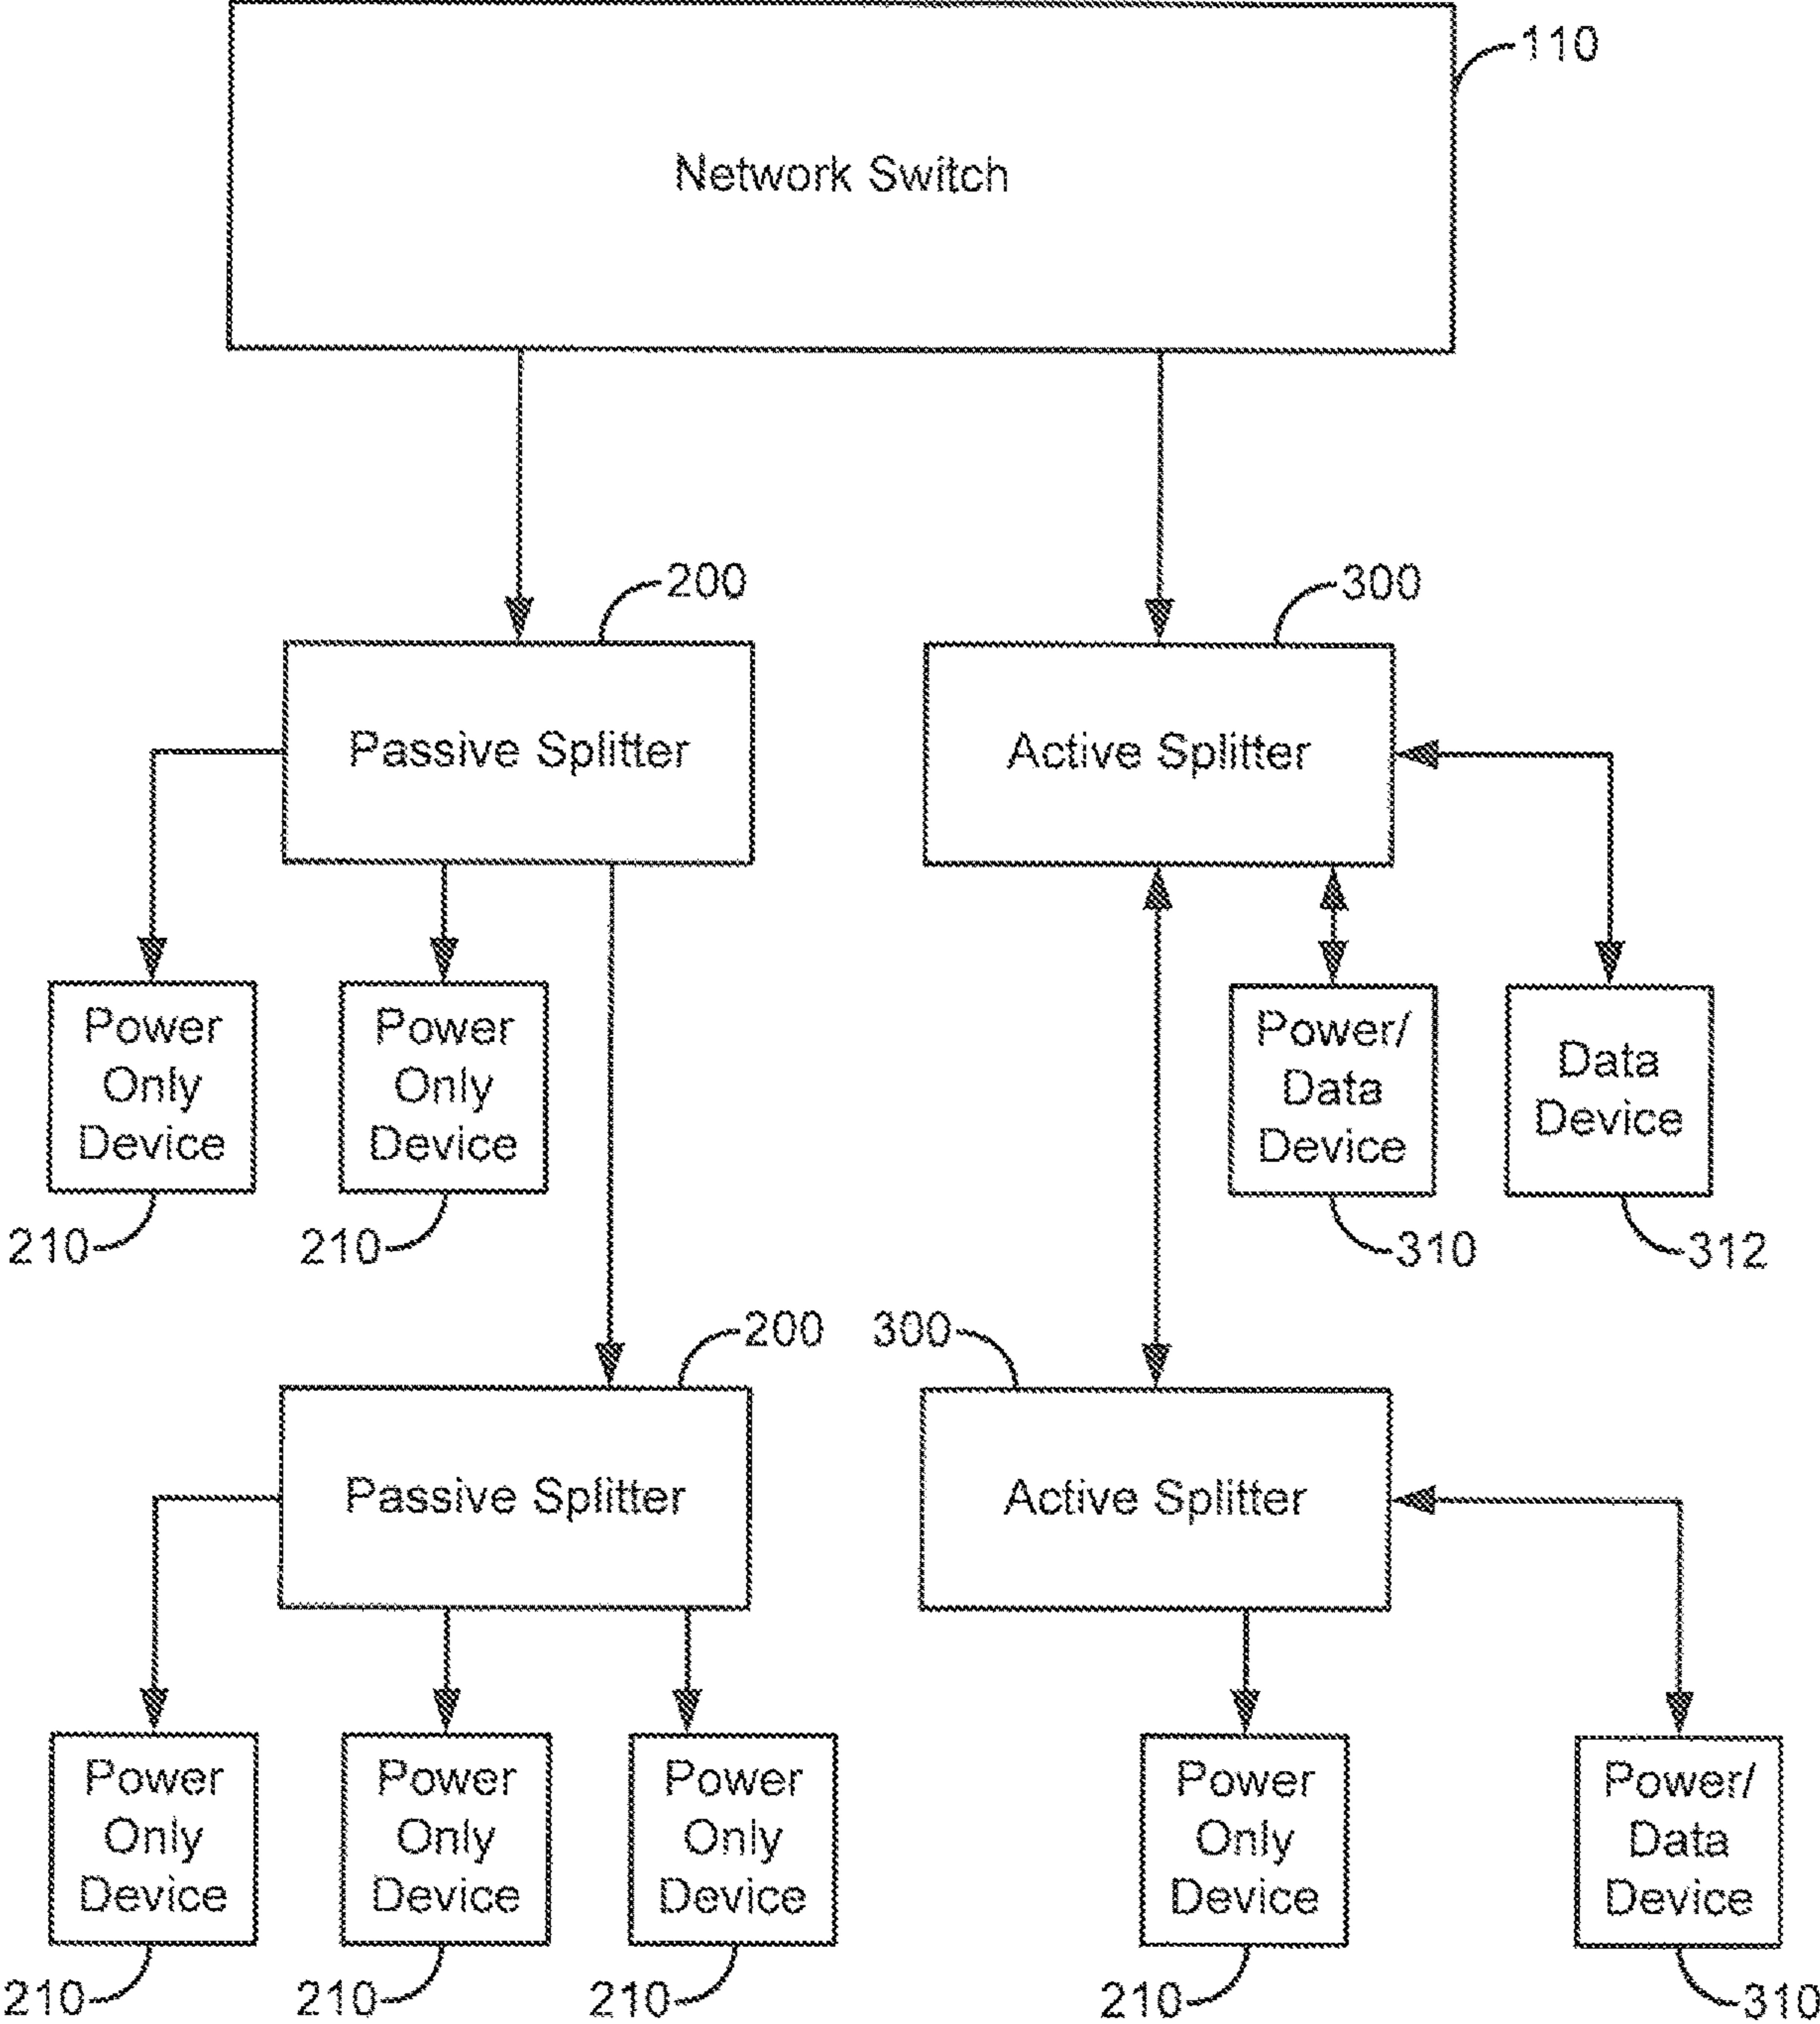 110
Network Switch
200
300
Passive Splitter
Active Splitter
Power
Only
Device
Power
Only
Device
Power/
Data
Device
Data
Device
210
210
310
312
200
300
Passive Splitter
Active Splitter
Power
Only
Device
Power
Only
Device
Power
Only
Device
Power
Only
Device
Power/
Data
Device
210
210
210
210
310